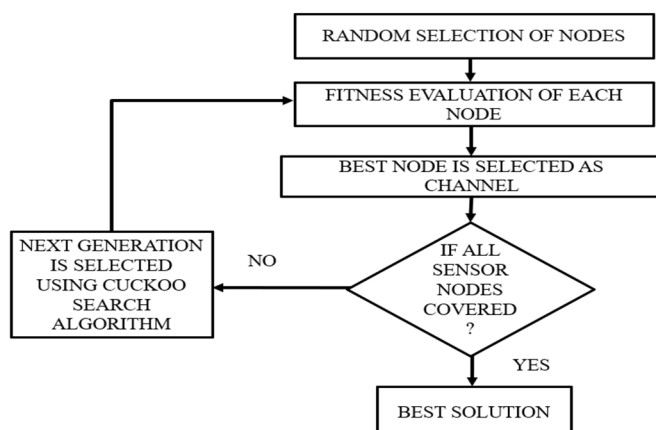 RANDOM SELECTION OF NODES
FITNESS EVALUATION OF EACH
NODE
BEST NODE IS SELECTED AS
CHANNEL
IF ALL
SENSOR
NODES
COVERED
?
NO
NEXT GENERATION
IS SELECTED
USING CUCKOO
SEARCH
ALGORITHM
YES
BEST SOLUTION